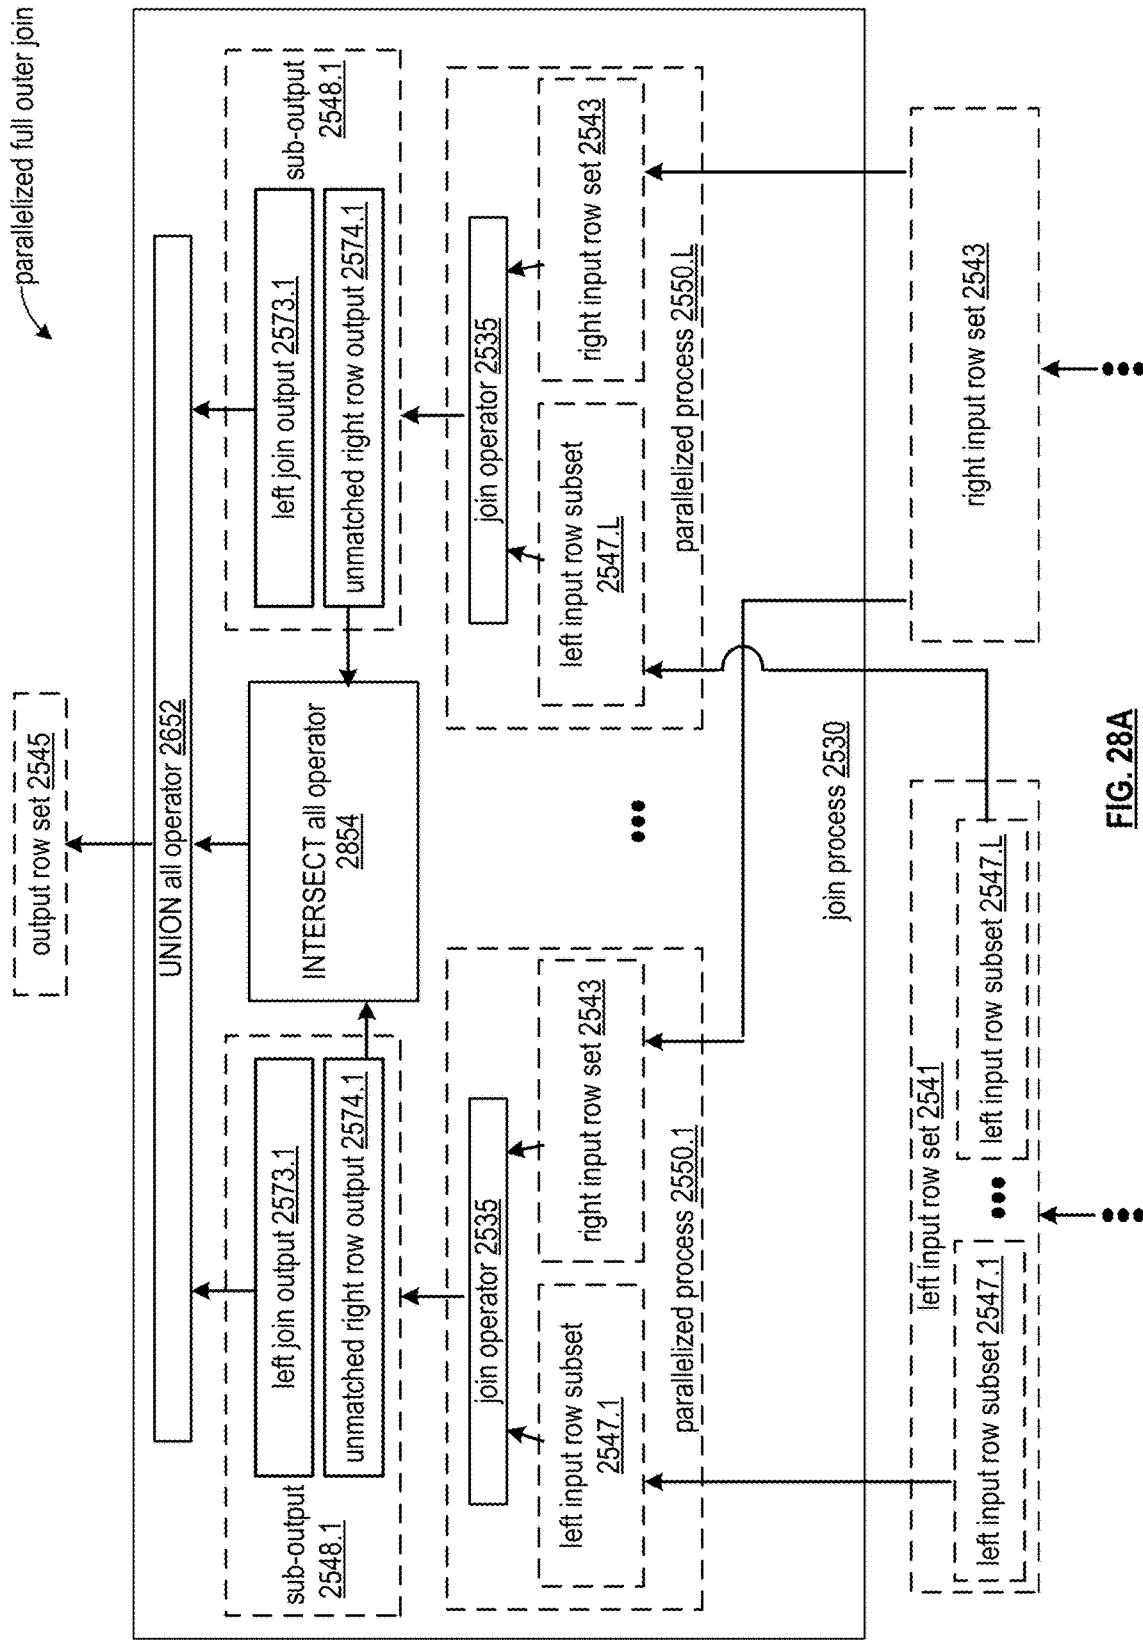 parallelized full outer join
output row set 2545
UNION all operator 2652
sub-output
2548.1
left join output 2573.1
unmatched right row output 2574.1
INTERSECT all operator
2854
left join output 2573.1
unmatched right row output 2574.1
sub-output
2548.1
join operator 2535
left input row subset
2547.1
right input row set 2543
parallelized process 2550.1
join operator 2535
left input row subset
2547.L
right input row set 2543
parallelized process 2550.L
join process 2530
left input row set 2541
left input row subset 2547.1
left input row subset 2547.L
right input row set 2543
FIG. 28A